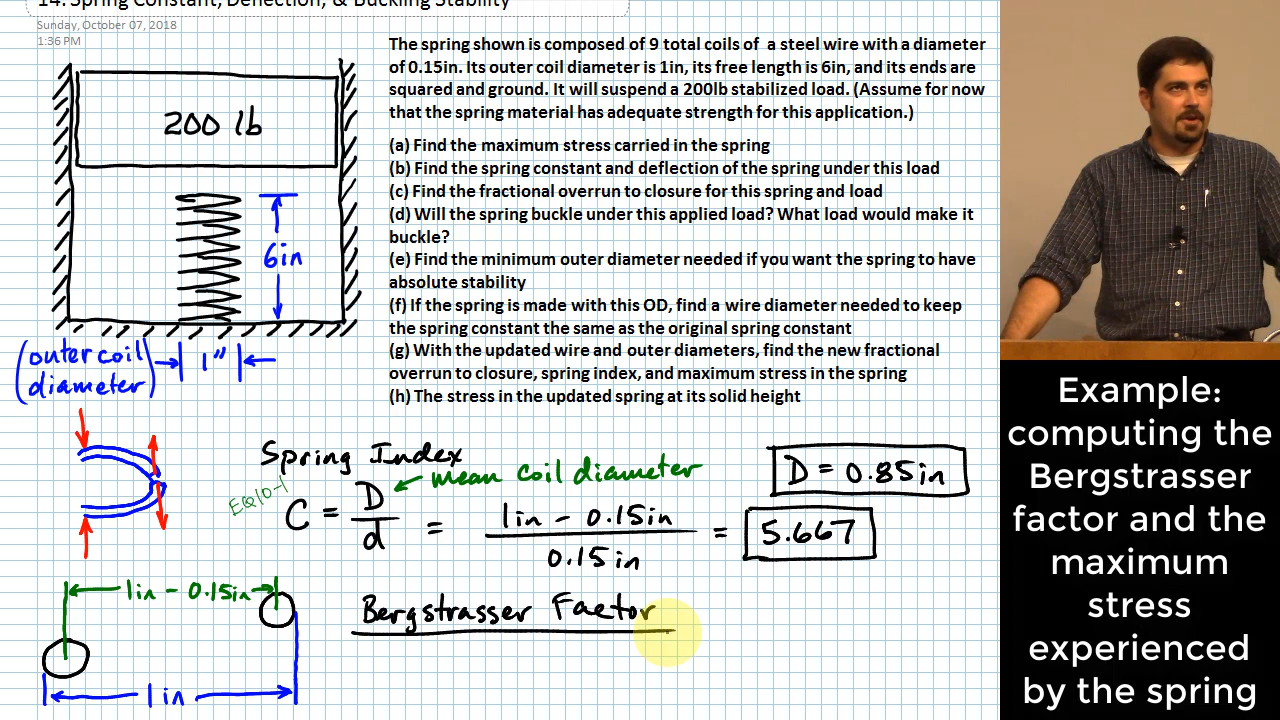 14. Spring Constant, Deflection, & Buckling Stability
Sunday, October 07, 2018
1:36 PM
The spring shown is composed of 9 total coils of a steel wire with a diameter
of 0.15in. Its outer coil diameter is 1in, its free length is 6in, and its ends are
squared and ground. It will suspend a 200lb stabilized load. (Assume for now
that the spring material has adequate strength for this application.)
(a) Find the maximum stress carried in the spring
(b) Find the spring constant and deflection of the spring under this load
(c) Find the fractional overrun to closure for this spring and load
(d) Will the spring buckle under this applied load? What load would make it
buckle?
(e) Find the minimum outer diameter needed if you want the spring to have
absolute stability
(f) If the spring is made with this OD, find a wire diameter needed to keep
the spring constant the same as the original spring constant
(g) With the updated wire and outer diameters, find the new fractional
overrun to closure, spring index, and maximum stress in the spring
(h) The stress in the updated spring at its solid height
200 lb
6in
(outer coil
diameter)
1"
Spring Index
mean coil diameter
EQ10-1
C = D/d = (1in - 0.15in)/0.15in = 5.667
D = 0.85in
1in - 0.15in
1in
Bergstrasser Factor
Example:
computing the
Bergstrasser
factor and the
maximum
stress
experienced
by the spring